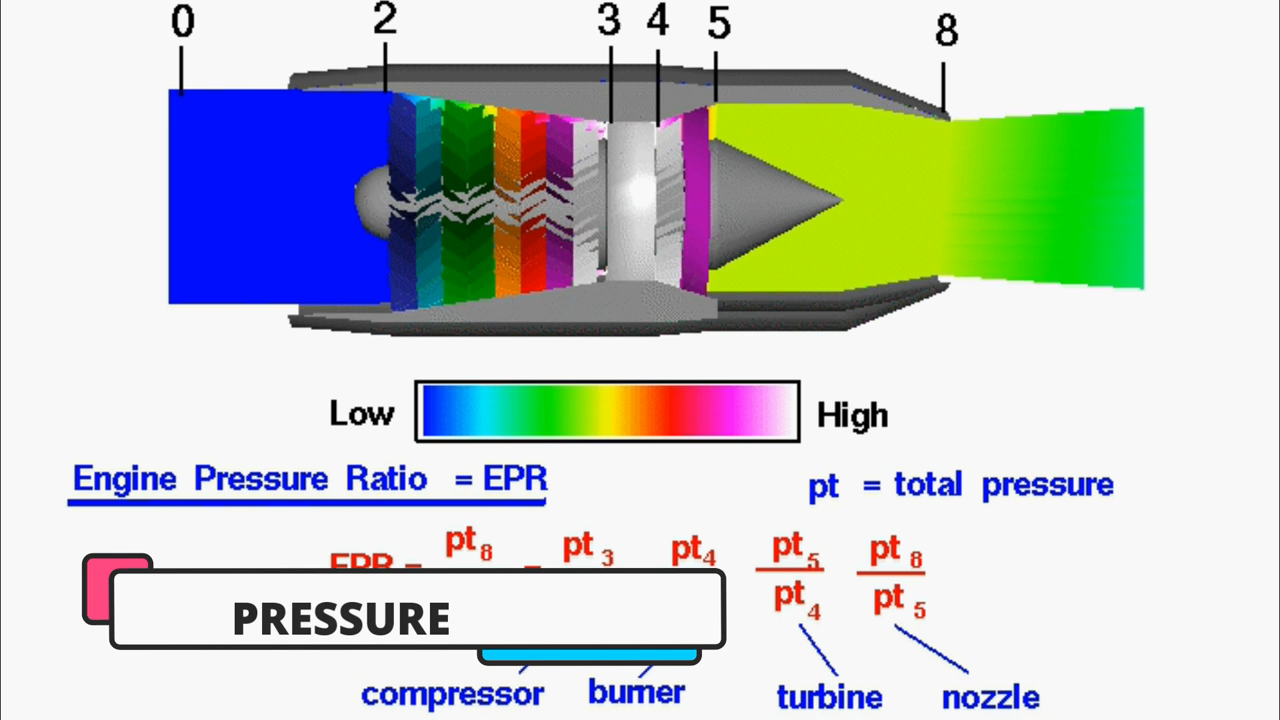 0 2 3 4 5 8
Low High
Engine Pressure Ratio = EPR
pt = total pressure
EPR = pt8 = pt3 pt4 pt5 pt8
pt4 pt5
PRESSURE
compressor burner turbine nozzle